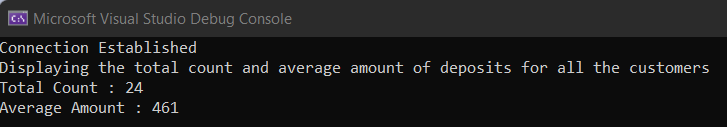 Microsoft Visual Studio Debug Console
Connection Established
Displaying the total count and average amount of deposits for all the customers
Total Count : 24
Average Amount : 461